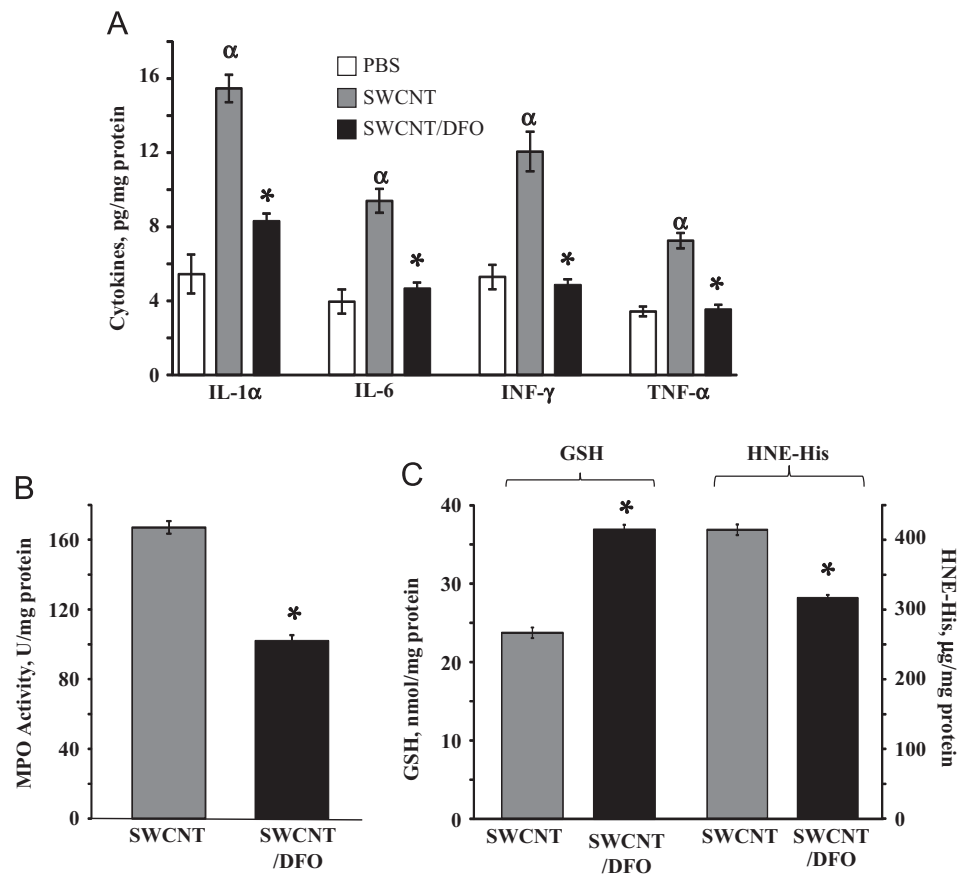 A
Cytokines, pg/mg protein
16
12
8
4
0
α
*
α
*
α
*
α
*
PBS
SWCNT
SWCNT/DFO
IL-1α
IL-6
INF-γ
TNF-α
B
MPO Activity, U/mg protein
160
120
80
40
0
*
SWCNT
SWCNT
/DFO
C
GSH
HNE-His
GSH, nmol/mg protein
40
30
20
10
0
*
*
400
300
200
100
0
HNE-His, μg/mg protein
SWCNT
SWCNT
/DFO
SWCNT
SWCNT
/DFO